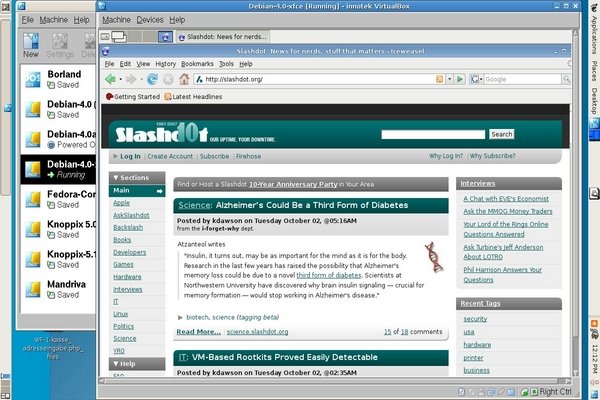 Debian-4.0-xfce [Running] - innotek VirtualBox
File Machine Help
Machine Devices Help
New
Settings
Slashdot: News for nerds...
Slashdot: News for nerds, stuff that matters - Iceweasel
File Edit View History Bookmarks Tools Help
http://slashdot.org/
Google
Getting Started Latest Headlines
Borland
Saved
Debian-4.0
Saved
Debian-4.0a
Powered O
Debian-4.0-x
Running
Fedora-Cor
Saved
Knoppix 5.0
Saved
Knoppix-5.1
Saved
Mandriva
Saved
1997-2007
Slashdot
OUR UPTIME. YOUR DOWNTIME.
Search
Log In Create Account Subscribe Firehose
Why Log In? Why Subscribe?
Sections
Main
Apple
AskSlashdot
Backslash
Books
Developers
Games
Hardware
Interviews
IT
Linux
Politics
Science
YRO
Help
FAQ
Find or Host a Slashdot 10-Year Anniversary Party in Your Area
Science: Alzheimer's Could Be a Third Form of Diabetes
Posted by kdawson on Tuesday October 02, @05:16AM
from the i-forget-why dept.
Atzanteol writes
"Insulin, it turns out, may be as important for the mind as it is for the body.
Research in the last few years has raised the possibility that Alzheimer's
memory loss could be due to a novel third form of diabetes. Scientists at
Northwestern University have discovered why brain insulin signaling — crucial for
memory formation — would stop working in Alzheimer's disease."
biotech, science (tagging beta)
Read More... science.slashdot.org
15 of 18 comments
IT: VM-Based Rootkits Proved Easily Detectable
Posted by kdawson on Tuesday October 02, @02:35AM
Interviews
A Chat with EVE's Economist
Ask the MMOG Money Traders
Your Lord of the Rings Online
Questions Answered
Ask Turbine's Jeff Anderson
About LOTRO
Phil Harrison Answers Your
Questions
Recent Tags
security
usa
hardware
printer
business
Right Ctrl
Applications
Places
Desktop
12:12 PM
WF-1-kasse_
adresseingabe.php_
files